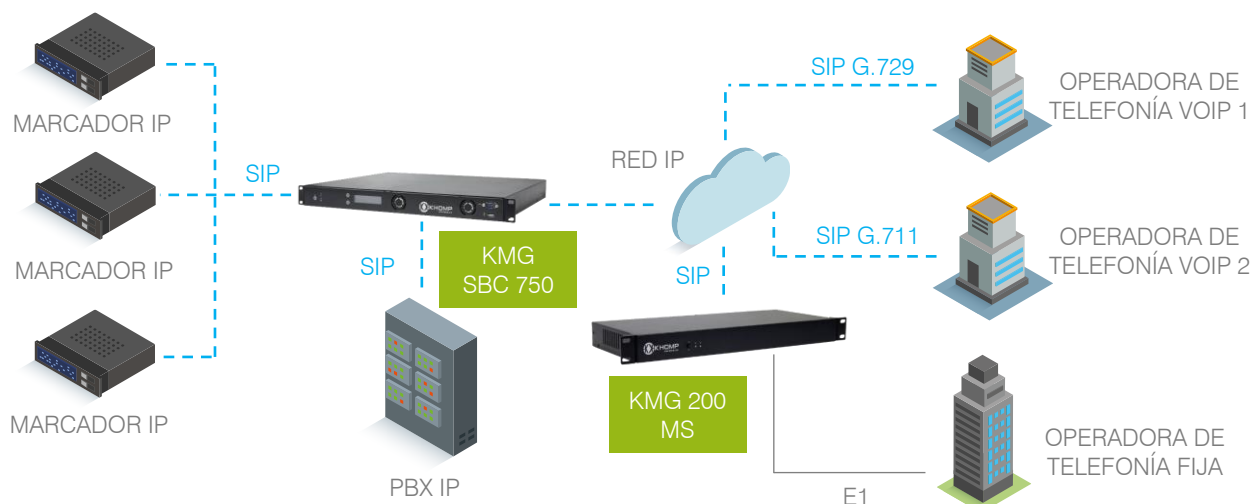 MARCADOR IP
MARCADOR IP
MARCADOR IP
SIP
KHOMP
KMG
SBC 750
SIP
PBX IP
RED IP
SIP
KHOMP
KMG 200
MS
E1
SIP G.729
OPERADORA DE
TELEFONÍA VOIP 1
SIP G.711
OPERADORA DE
TELEFONÍA VOIP 2
OPERADORA DE
TELEFONÍA FIJA